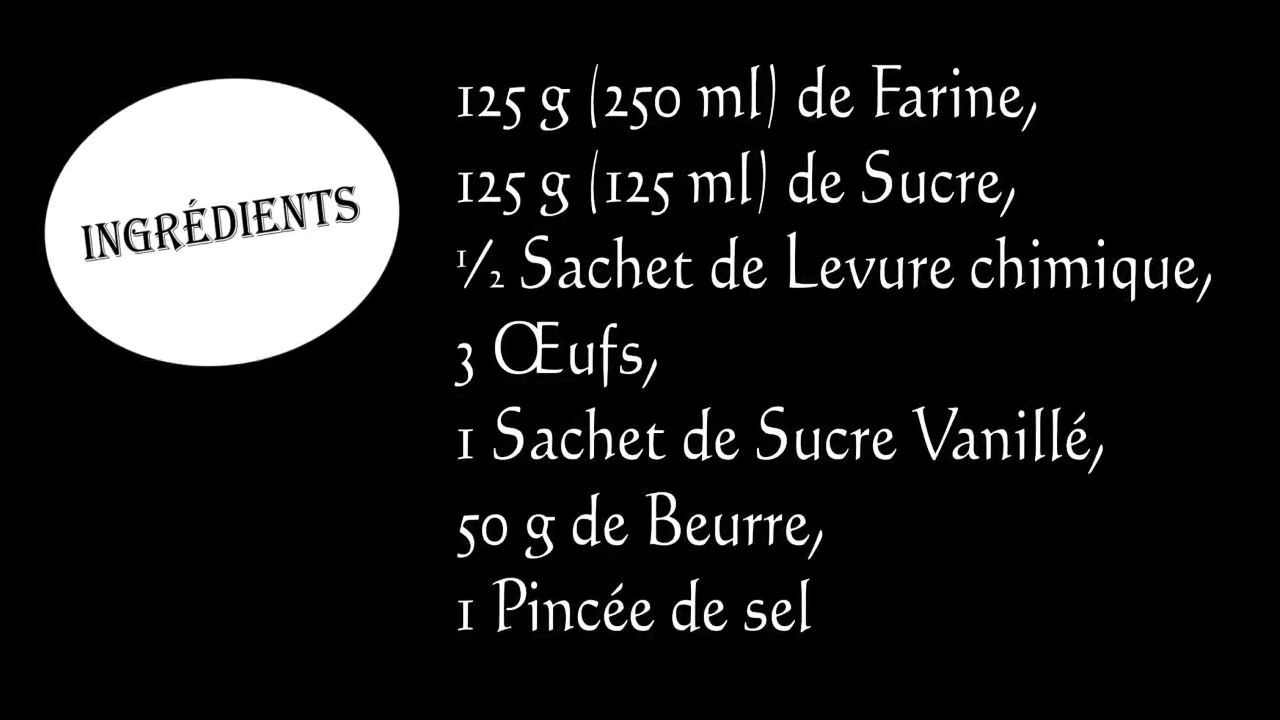 INGRÉDIENTS
125 g (250 ml) de Farine,
125 g (125 ml) de Sucre,
½ Sachet de Levure chimique,
3 Œufs,
1 Sachet de Sucre Vanillé,
50 g de Beurre,
1 Pincée de sel